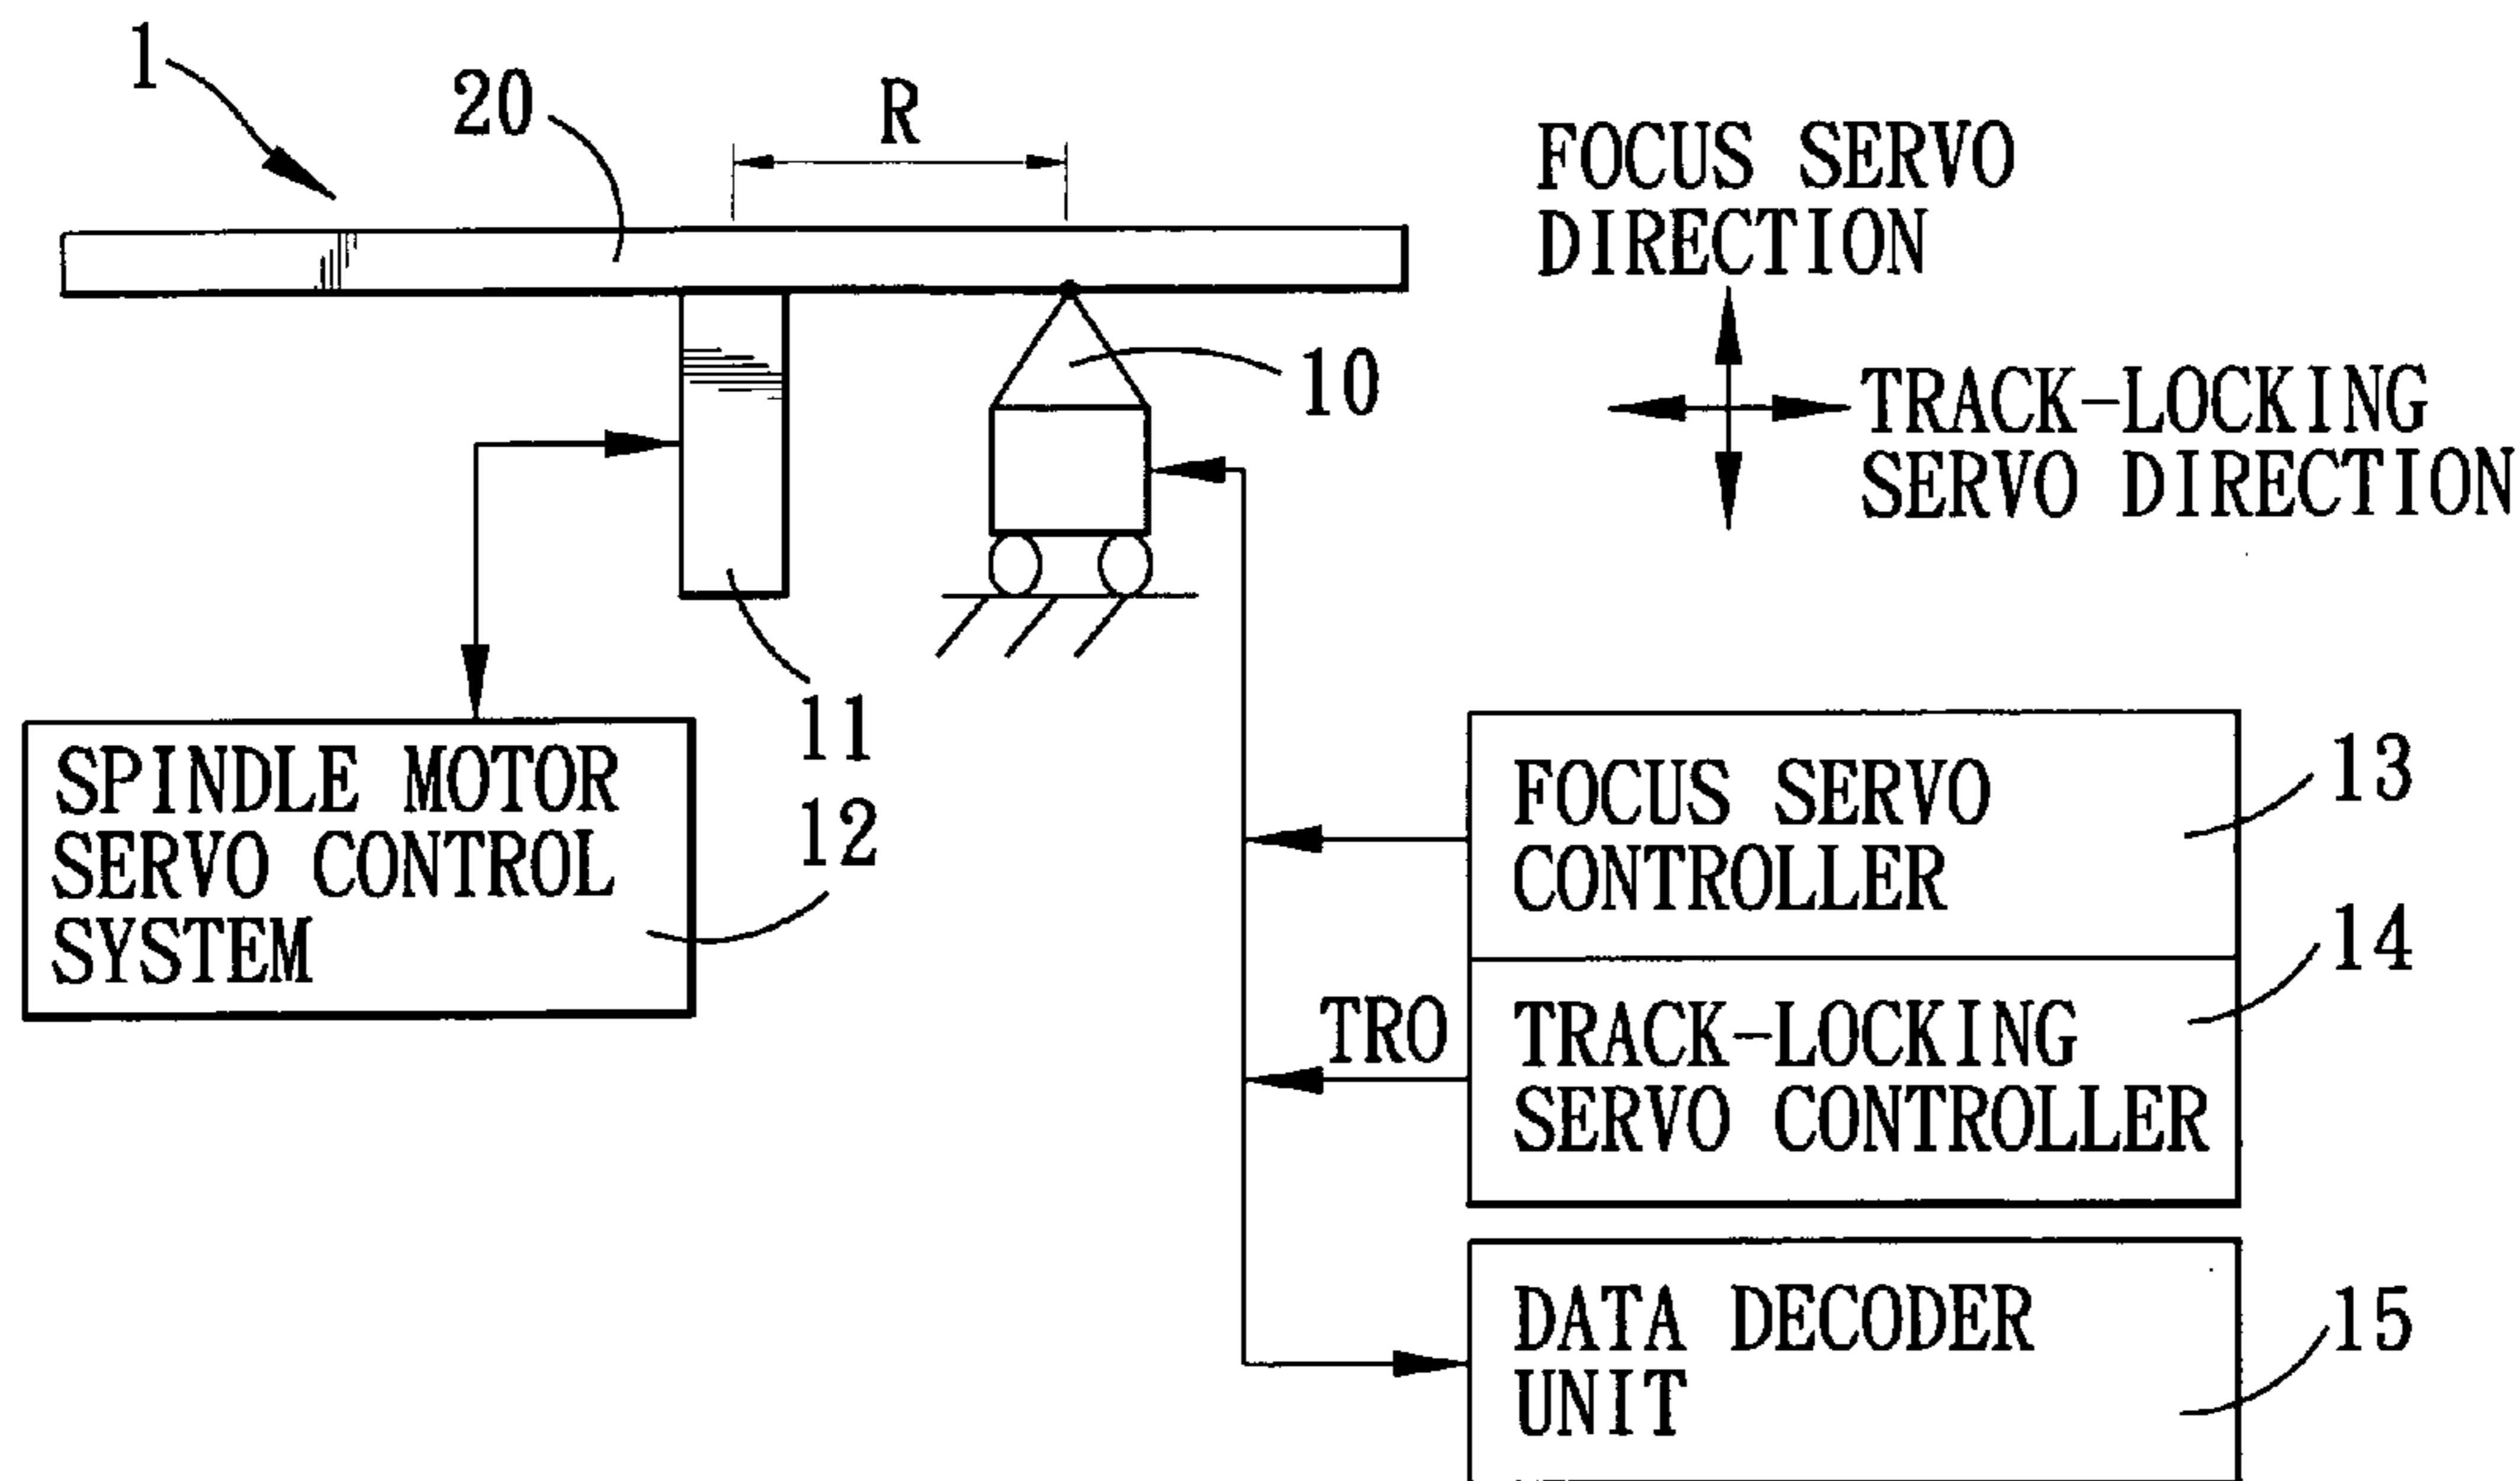 1
20
R
FOCUS SERVO
DIRECTION
10
TRACK-LOCKING
SERVO DIRECTION
11
SPINDLE MOTOR
SERVO CONTROL
SYSTEM
12
FOCUS SERVO
CONTROLLER
13
14
TRO
TRACK-LOCKING
SERVO CONTROLLER
DATA DECODER
UNIT
15